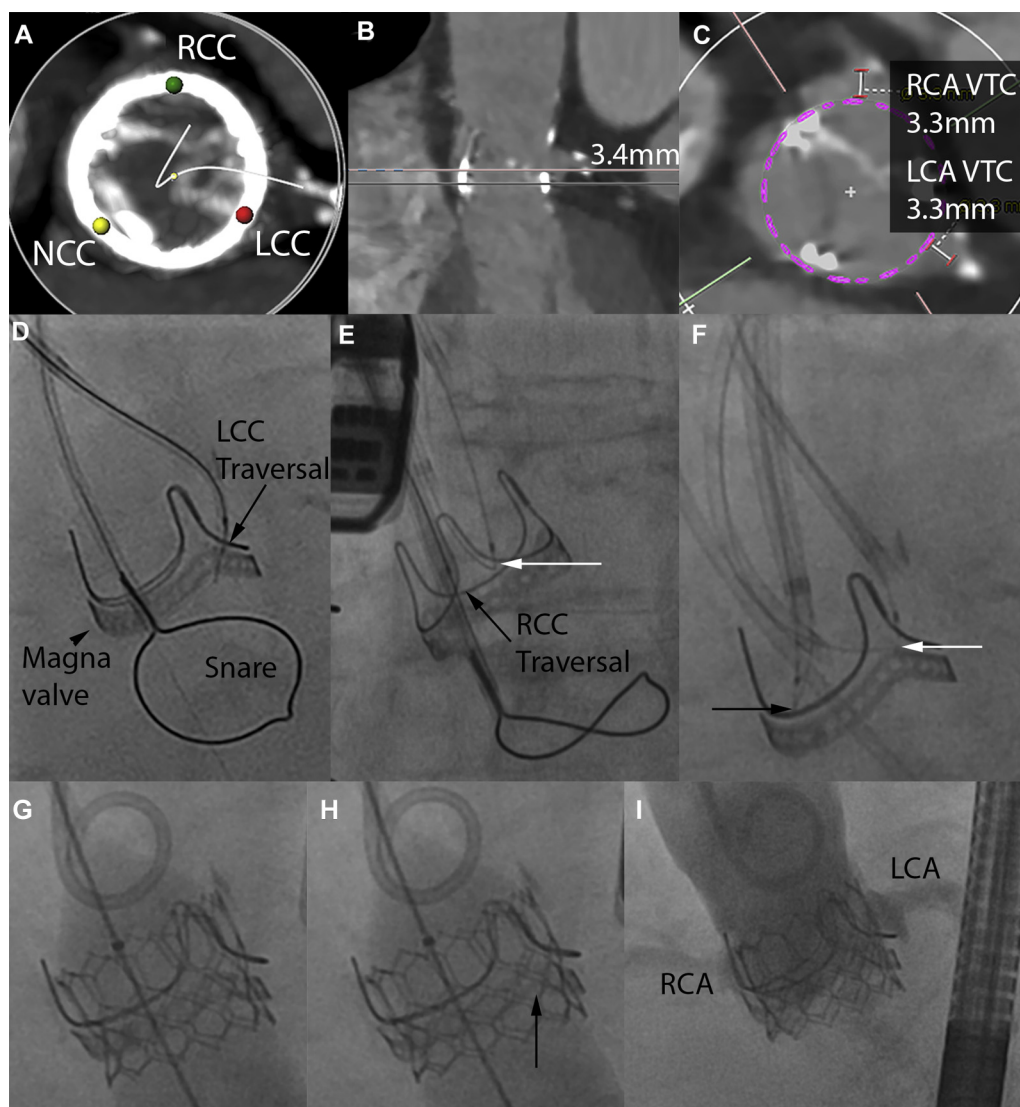 A
RCC
NCC
LCC
B
3.4mm
C
RCA VTC
3.3mm
LCA VTC
3.3mm
D
LCC
Traversal
Magna
valve
Snare
E
RCC
Traversal
F
G
H
I
LCA
RCA